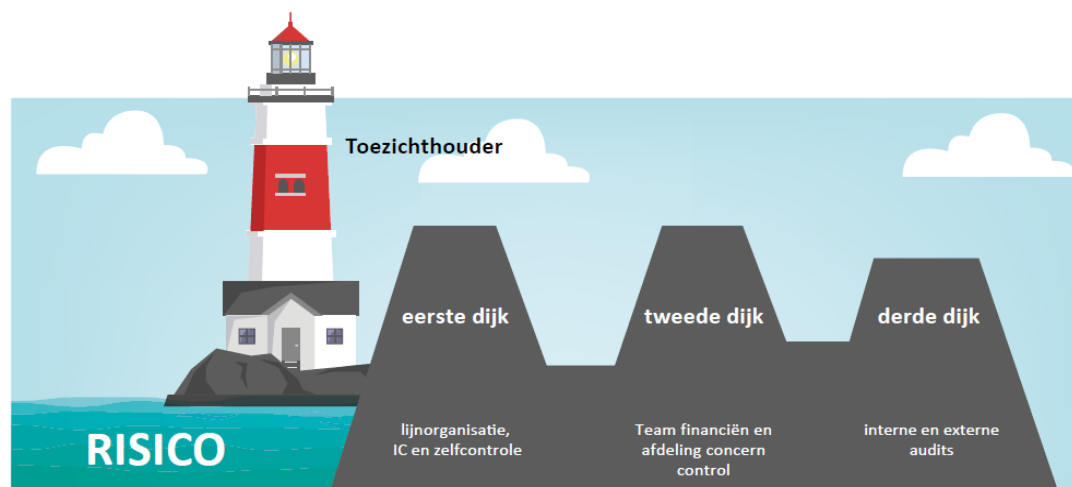 Toezichthouder
eerste dijk
tweede dijk
derde dijk
lijnorganisatie,
IC en zelfcontrole
Team financiën en
afdeling concern
control
interne en externe
audits
RISICO